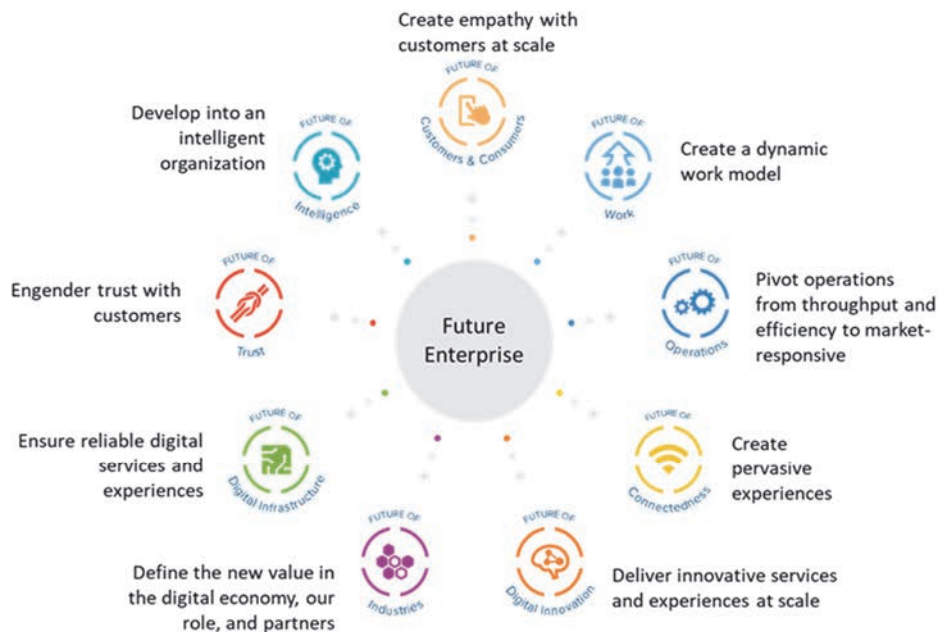 Create empathy with
customers at scale
FUTURE OF
Customers & Consumers
FUTURE OF
Work
Create a dynamic
work model
FUTURE OF
Operations
Pivot operations
from throughput and
efficiency to market-
responsive
FUTURE OF
Connectedness
Create
pervasive
experiences
FUTURE OF
Digital Innovation
Deliver innovative services
and experiences at scale
FUTURE OF
Industries
Define the new value in
the digital economy, our
role, and partners
FUTURE OF
Digital Infrastructure
Ensure reliable digital
services and
experiences
FUTURE OF
Trust
Engender trust with
customers
FUTURE OF
Intelligence
Develop into an
intelligent
organization
Future
Enterprise